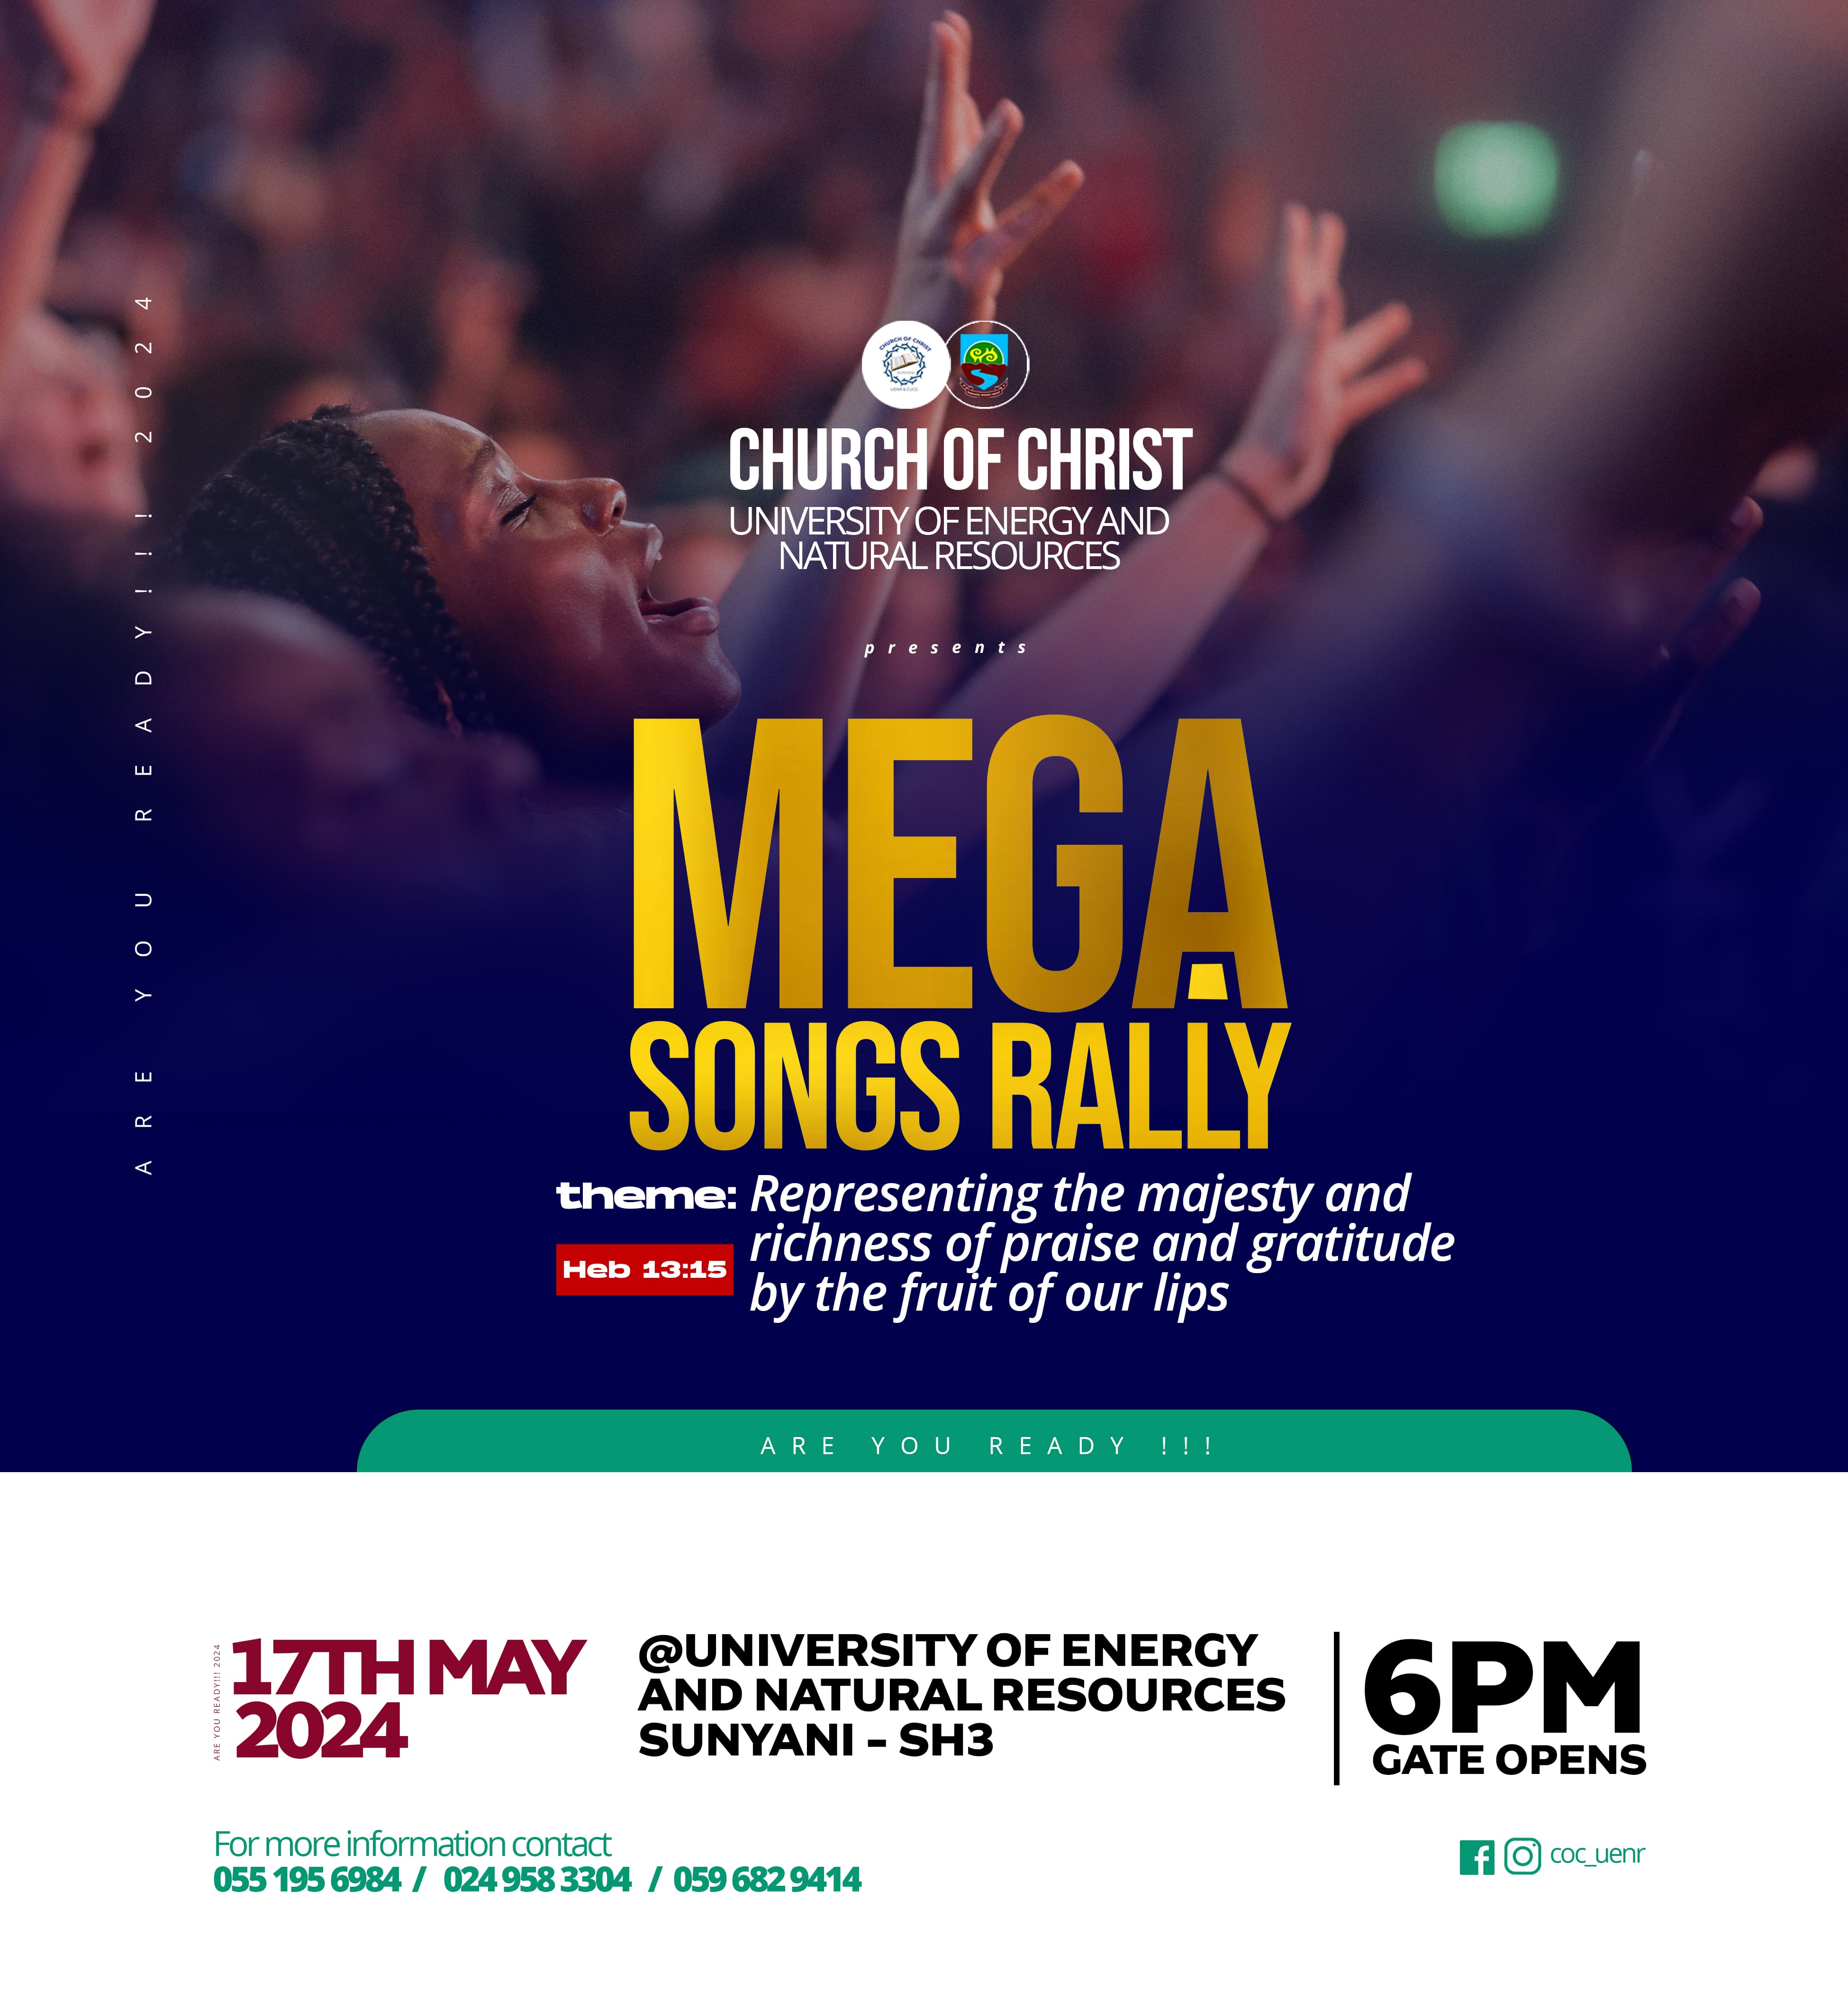 ARE YOU READY!!! 2024
CHURCH OF CHRIST
CHURCH OF CHRIST
UNIVERSITY OF ENERGY AND
NATURAL RESOURCES
presents
MEGA
SONGS RALLY
theme: Representing the majesty and
richness of praise and gratitude
by the fruit of our lips
Heb 13:15
ARE YOU READY !!!
ARE YOU READY!!! 2024
17TH MAY
2024
@UNIVERSITY OF ENERGY
AND NATURAL RESOURCES
SUNYANI - SH3
6PM
GATE OPENS
For more information contact
055 195 6984 / 024 958 3304 / 059 682 9414
coc_uenr